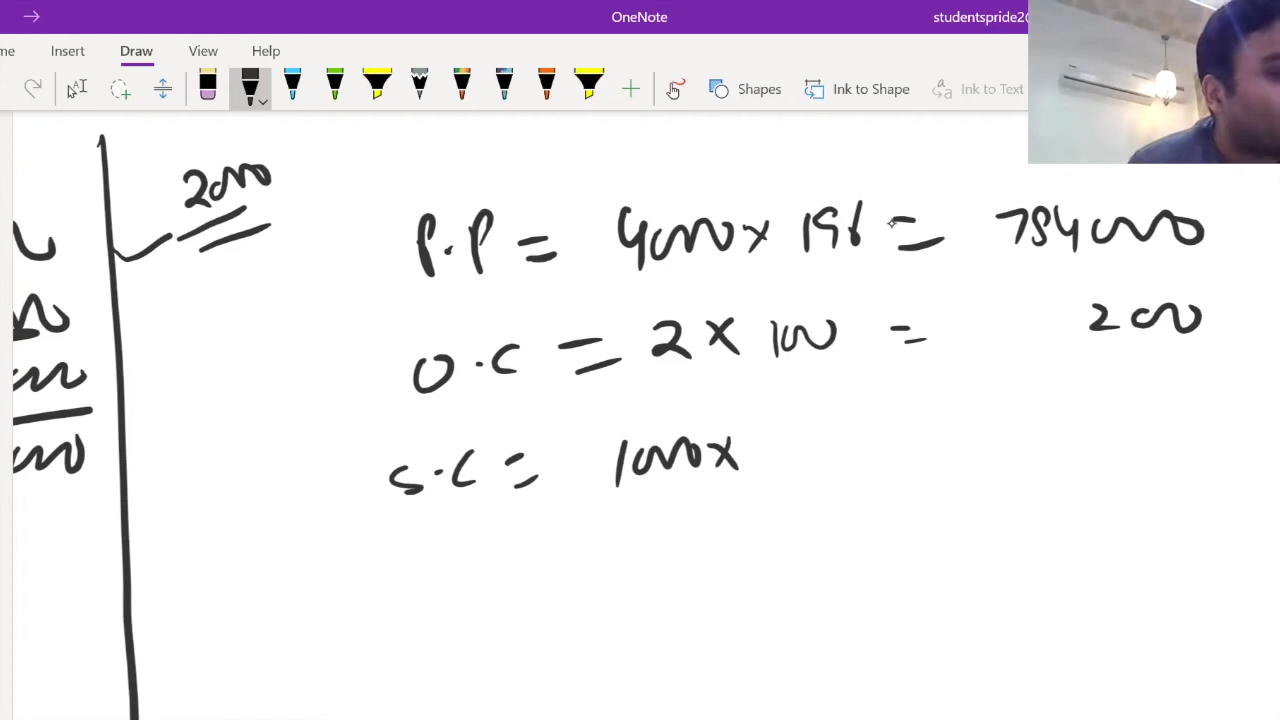 OneNote
studentspride2@
me Insert Draw View Help
Shapes Ink to Shape Ink to Text
2000
P.P = 4000 x 196 = 784000
O.C = 2 x 100 = 200
S.C = 1000 x